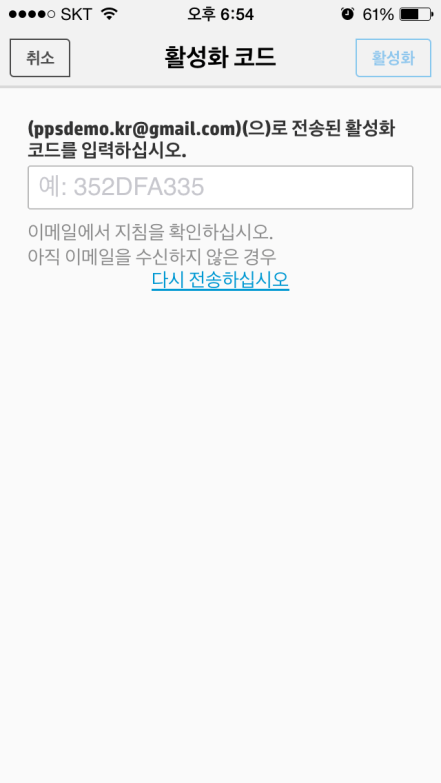 SKT 오후 6:54 61%
취소 활성화 코드 활성화
(ppsdemo.kr@gmail.com)(으)로 전송된 활성화
코드를 입력하십시오.
예: 352DFA335
이메일에서 지침을 확인하십시오.
아직 이메일을 수신하지 않은 경우
다시 전송하십시오